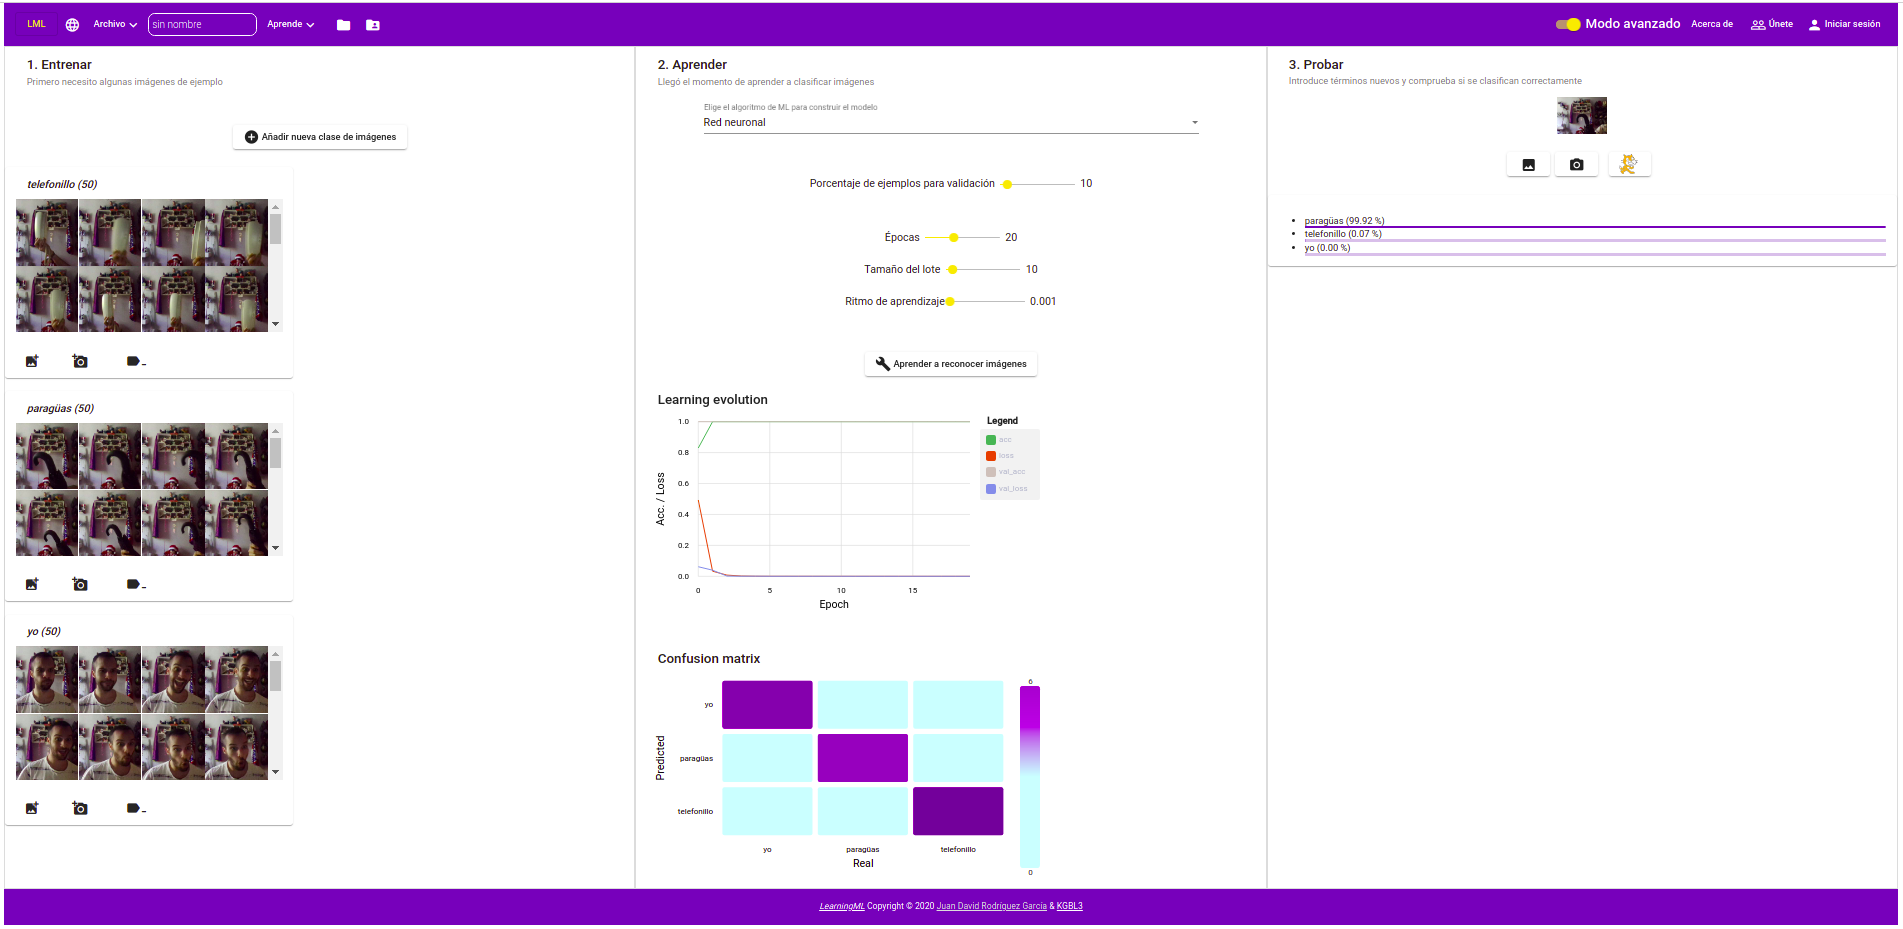 LML Archivo sin nombre Aprende Modo avanzado Acerca de Únete Iniciar sesión
1. Entrenar
Primero necesito algunas imágenes de ejemplo
Añadir nueva clase de imágenes
telefonillo (50)
paragüas (50)
yo (50)
2. Aprender
Llegó el momento de aprender a clasificar imágenes
Elige el algoritmo de ML para construir el modelo
Red neuronal
Porcentaje de ejemplos para validación 10
Épocas 20
Tamaño del lote 10
Ritmo de aprendizaje 0.001
Aprender a reconocer imágenes
Learning evolution
1.0
0.8
0.6
0.4
0.2
0.0
Acc. / Loss
0 5 10 15
Epoch
Legend
acc
loss
val_acc
val_loss
Confusion matrix
yo
paragüas
telefonillo
Predicted
yo paragüas telefonillo
Real
6
0
3. Probar
Introduce términos nuevos y comprueba si se clasifican correctamente
paragüas (99.92 %)
telefonillo (0.07 %)
yo (0.00 %)
LearningML Copyright © 2020 Juan David Rodríguez García & KGBL3